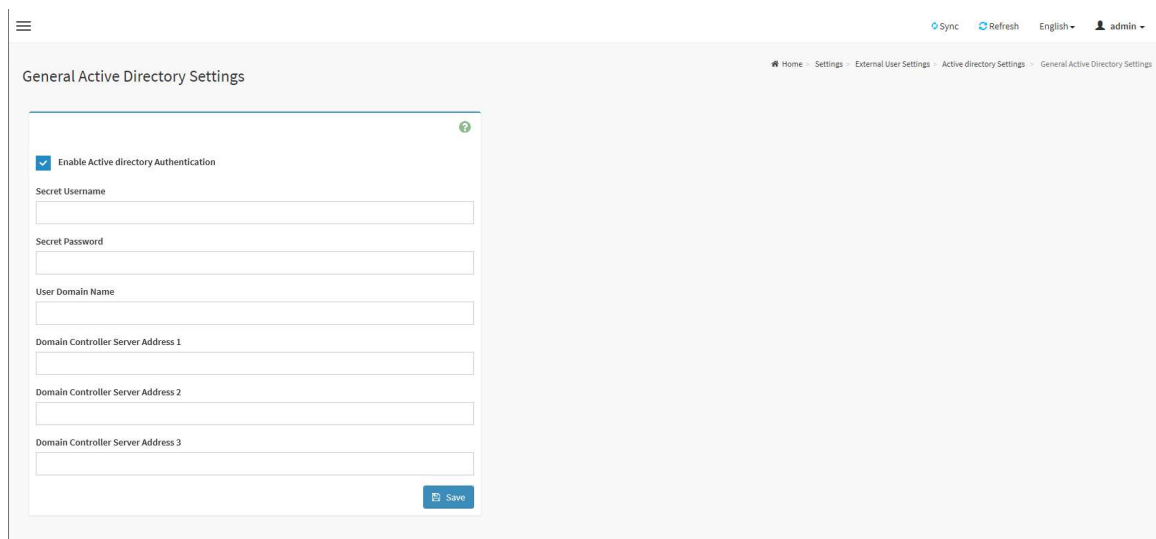 Sync Refresh English admin
General Active Directory Settings
Home > Settings > External User Settings > Active directory Settings > General Active Directory Settings
Enable Active directory Authentication
Secret Username
Secret Password
User Domain Name
Domain Controller Server Address 1
Domain Controller Server Address 2
Domain Controller Server Address 3
Save